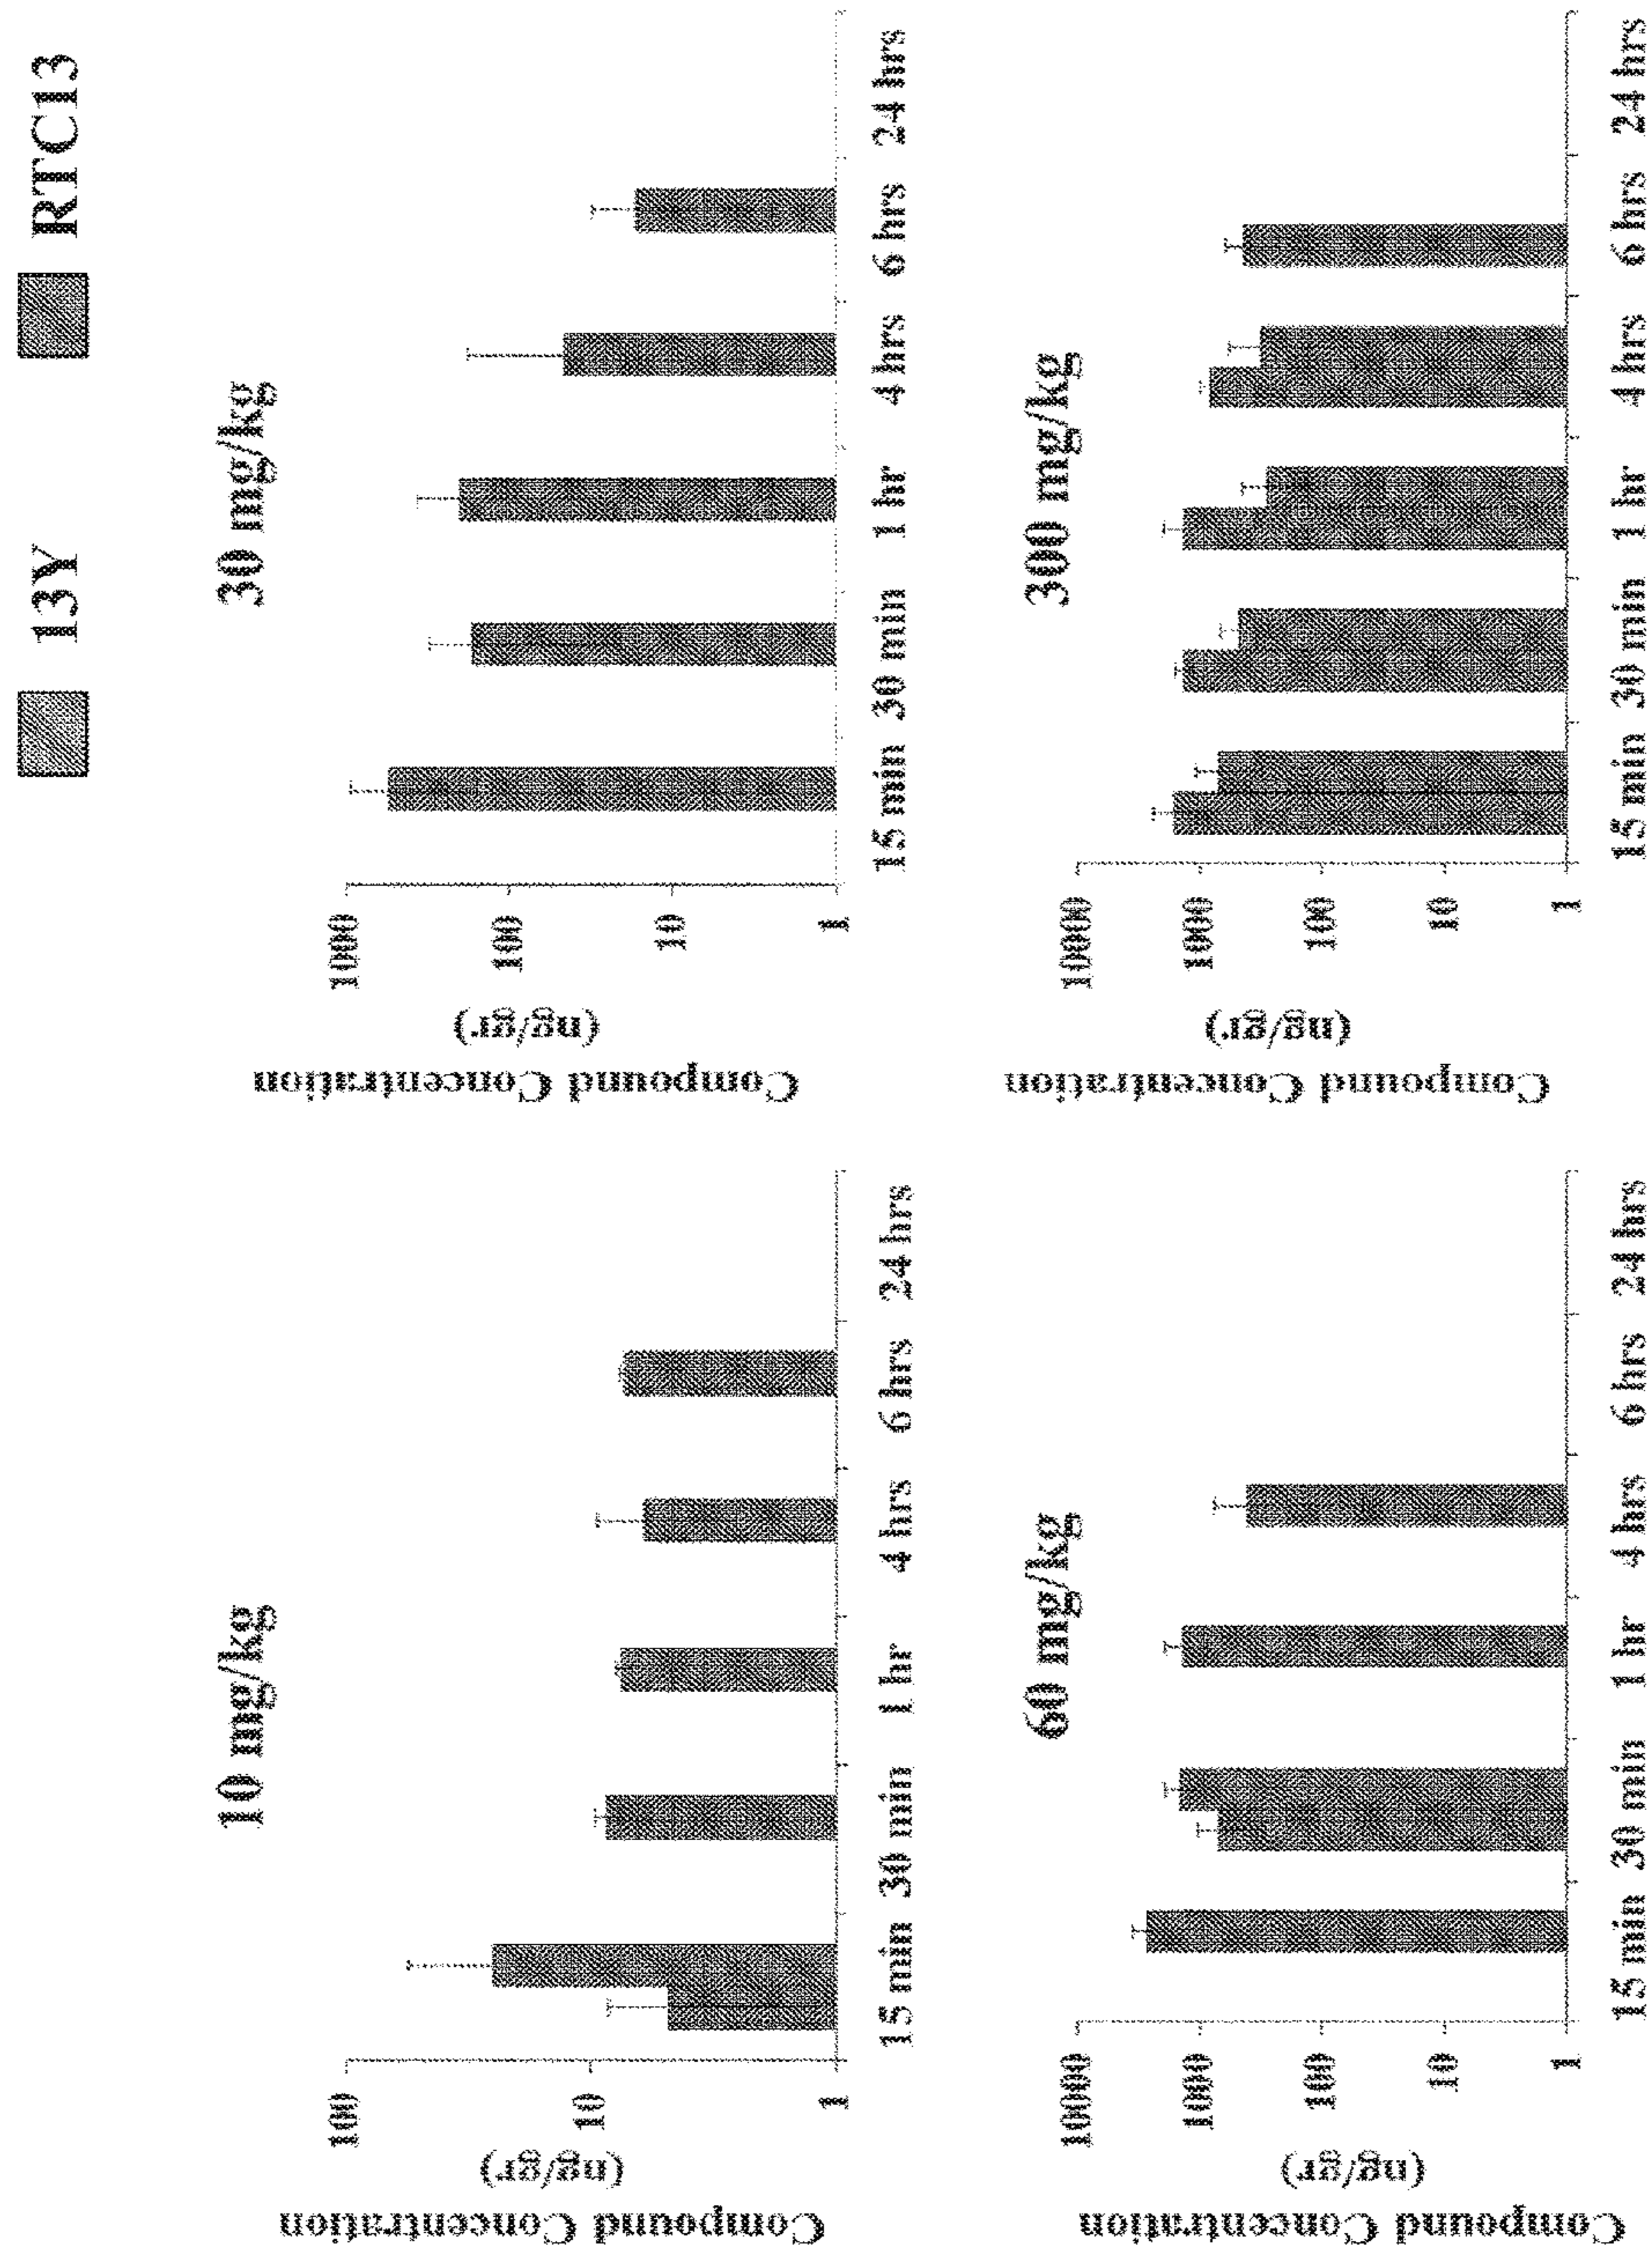 13Y
RTC13
10 mg/kg
Compound Concentration
(ng/gr)
100
10
1
15 min 30 min 1 hr 4 hrs 6 hrs 24 hrs
30 mg/kg
Compound Concentration
(ng/gr)
1000
100
10
1
15 min 30 min 1 hr 4 hrs 6 hrs 24 hrs
60 mg/kg
Compound Concentration
(ng/gr)
10000
1000
100
10
1
15 min 30 min 1 hr 4 hrs 6 hrs 24 hrs
300 mg/kg
Compound Concentration
(ng/gr)
10000
1000
100
10
1
15 min 30 min 1 hr 4 hrs 6 hrs 24 hrs